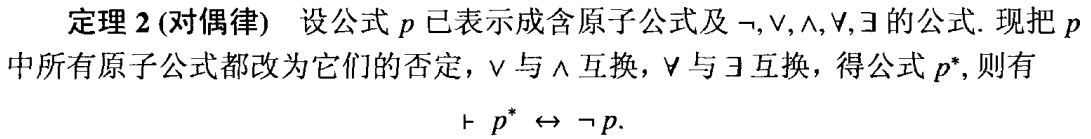 定理 2 (对偶律) 设公式 p 已表示成含原子公式及 ¬, ∨, ∧, ∀, ∃ 的公式. 现把 p
中所有原子公式都改为它们的否定, ∨ 与 ∧ 互换, ∀ 与 ∃ 互换, 得公式 p*, 则有
⊢ p* ↔ ¬ p.